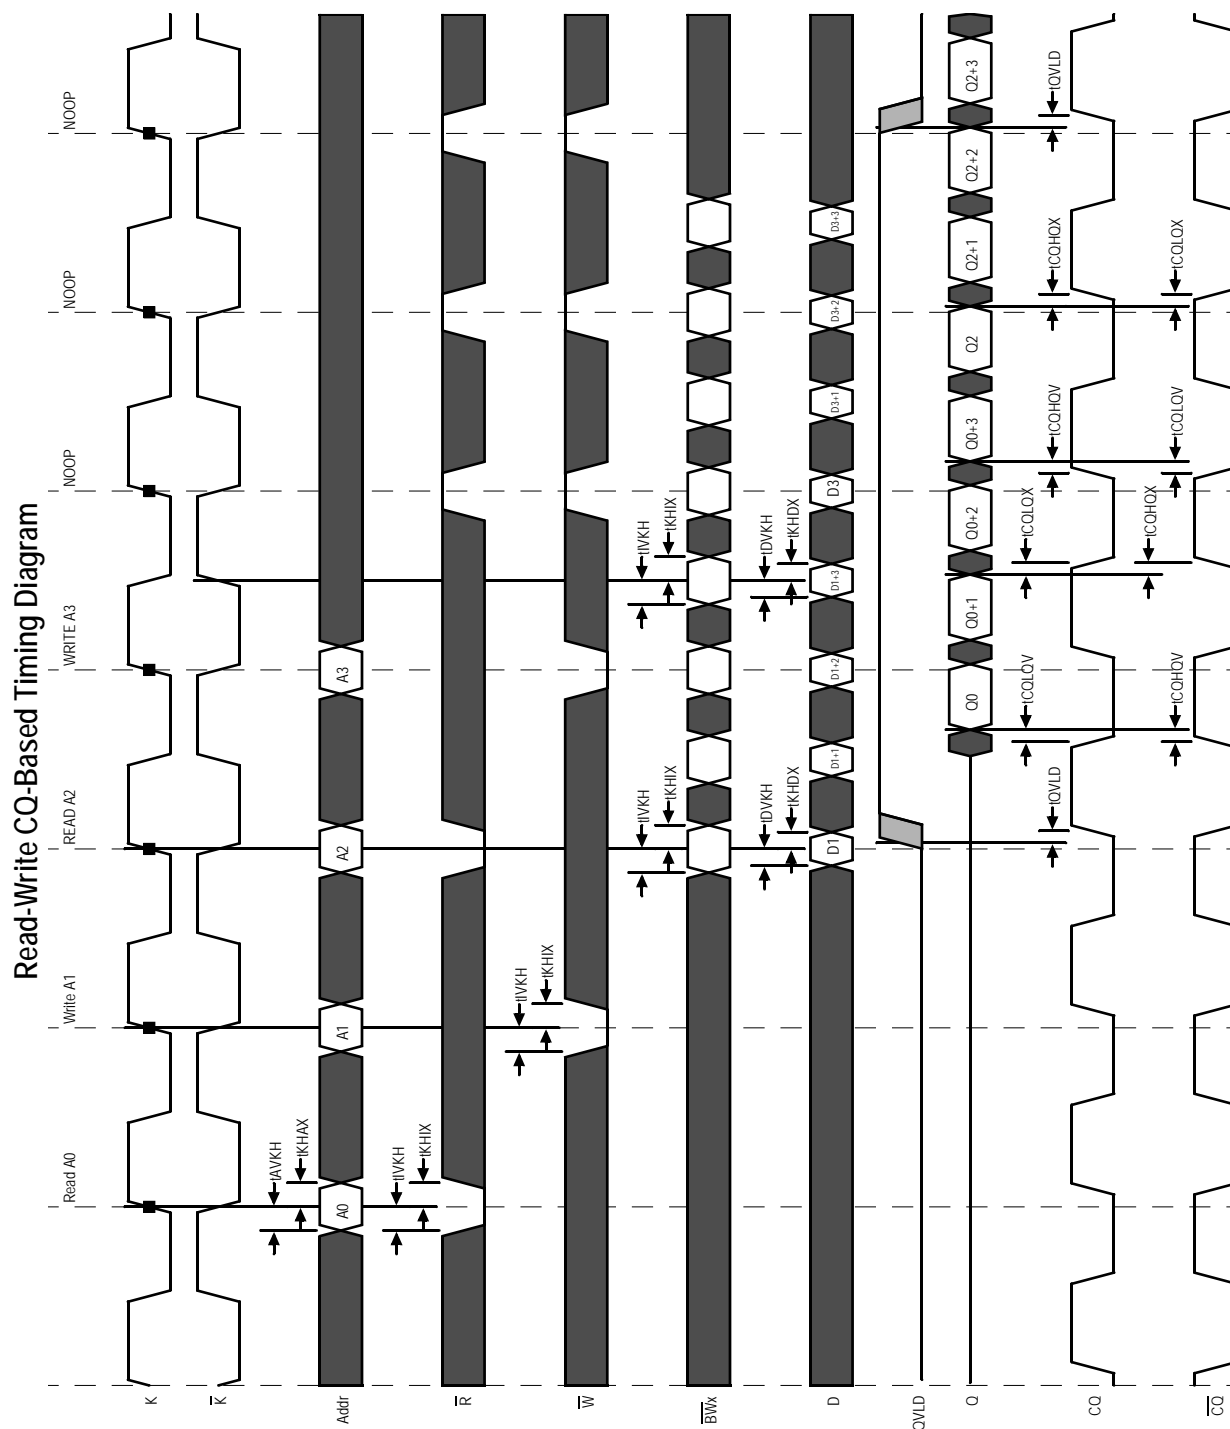 Read-Write CQ-Based Timing Diagram
Read A0
Write A1
READ A2
WRITE A3
NOOP
NOOP
NOOP
K
K
Addr
A0
A1
A2
A3
tAVKH
tKHAX
R
tIVKH
tKHIX
W
tIVKH
tKHIX
BWx
tIVKH
tKHIX
tIVKH
tKHIX
D
D1
D1+1
D1+2
D1+3
D3
D3+1
D3+2
D3+3
tDVKH
tKHDX
tDVKH
tKHDX
QVLD
Q
Q0
Q0+1
Q0+2
Q0+3
Q2
Q2+1
Q2+2
Q2+3
CQ
tQVLD
tCQLQV
tCQLQX
tCQHQV
tCQHQX
tQVLD
CQ
tCQHQV
tCQHQX
tCQLQV
tCQLQX